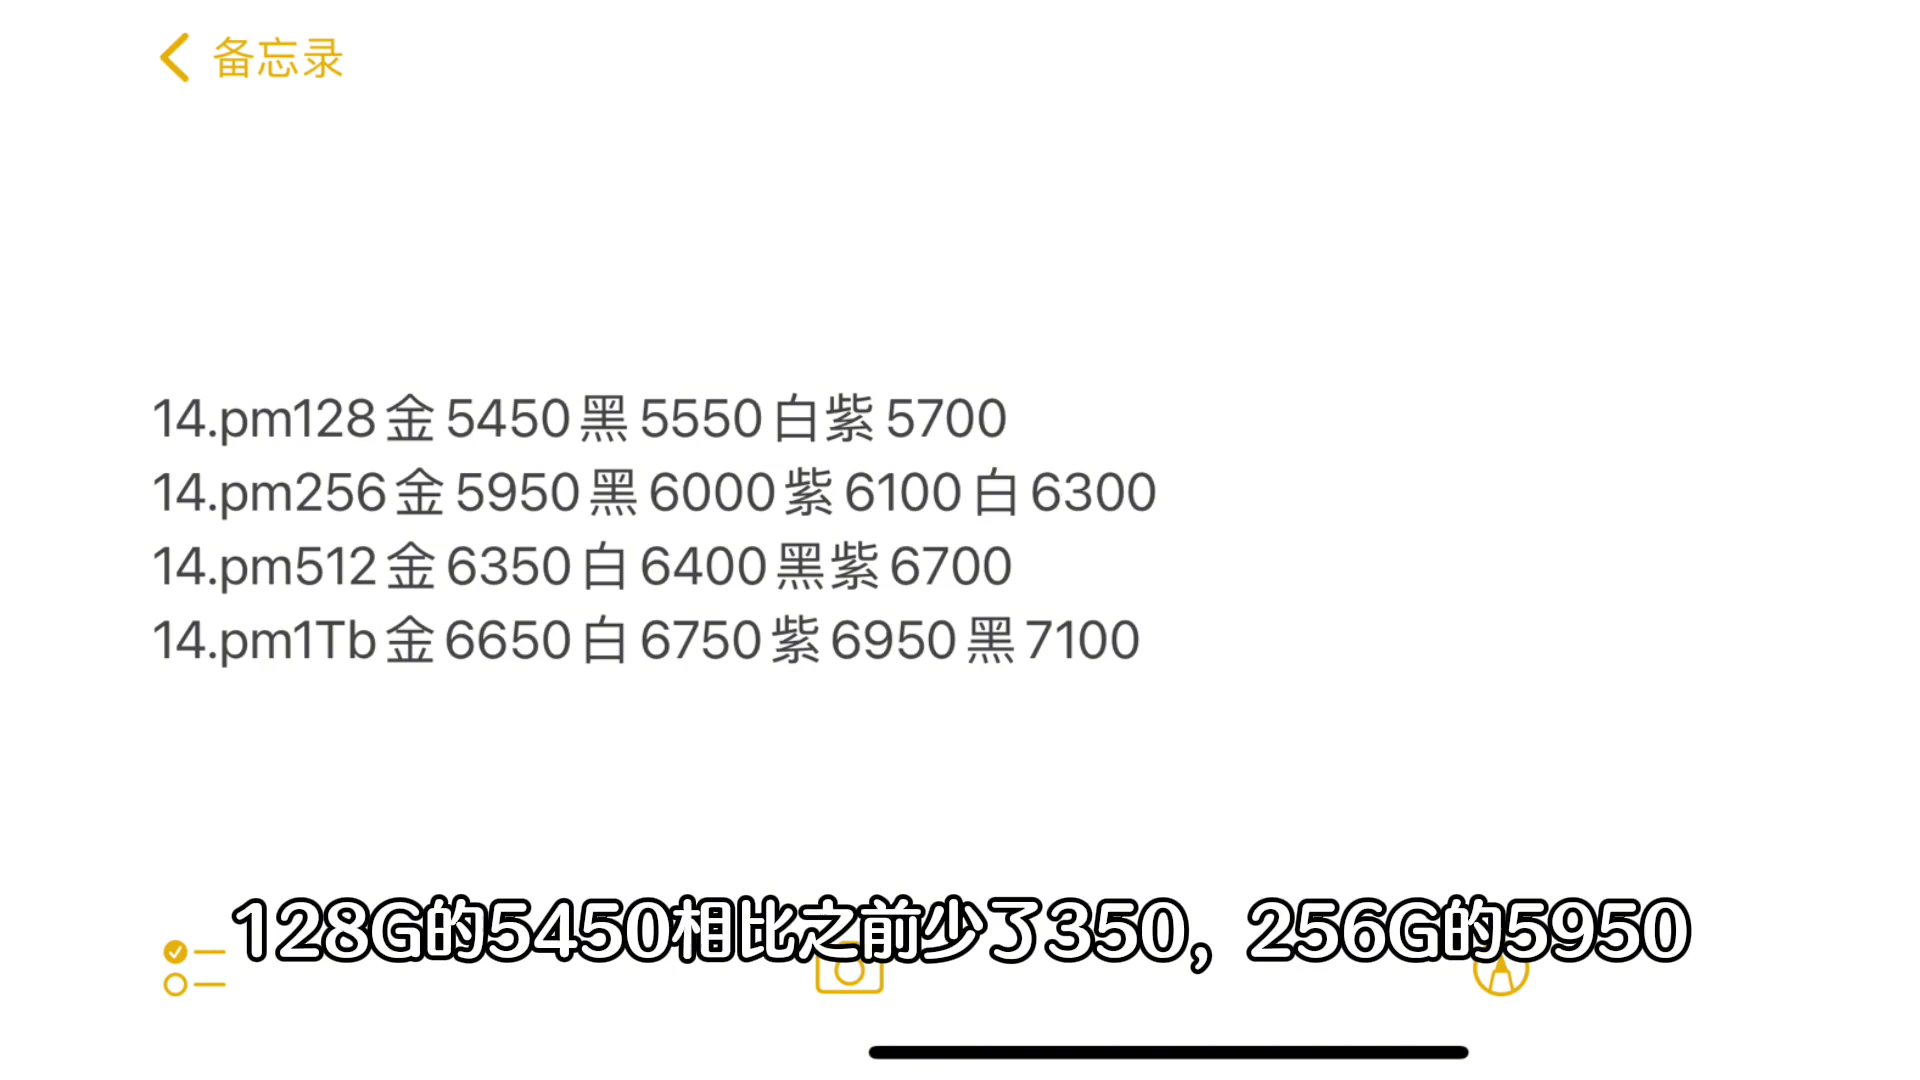 备忘录
14.pm128金5450黑5550白紫5700
14.pm256金5950黑6000紫6100白6300
14.pm512金6350白6400黑紫6700
14.pm1Tb金6650白6750紫6950黑7100
128G的5450相比之前少了350，256G的5950